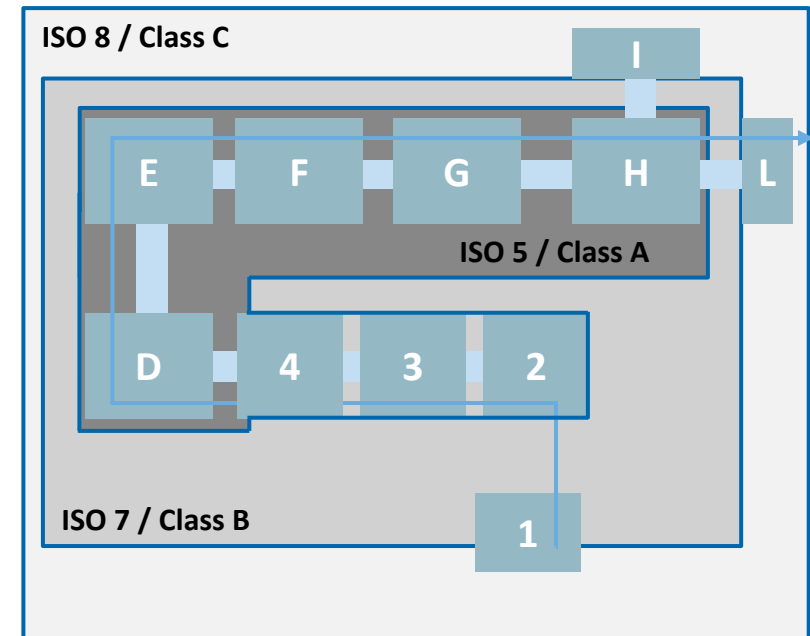 ISO 8 / Class C
I
E
F
G
H
L
ISO 5 / Class A
D
4
3
2
ISO 7 / Class B
1